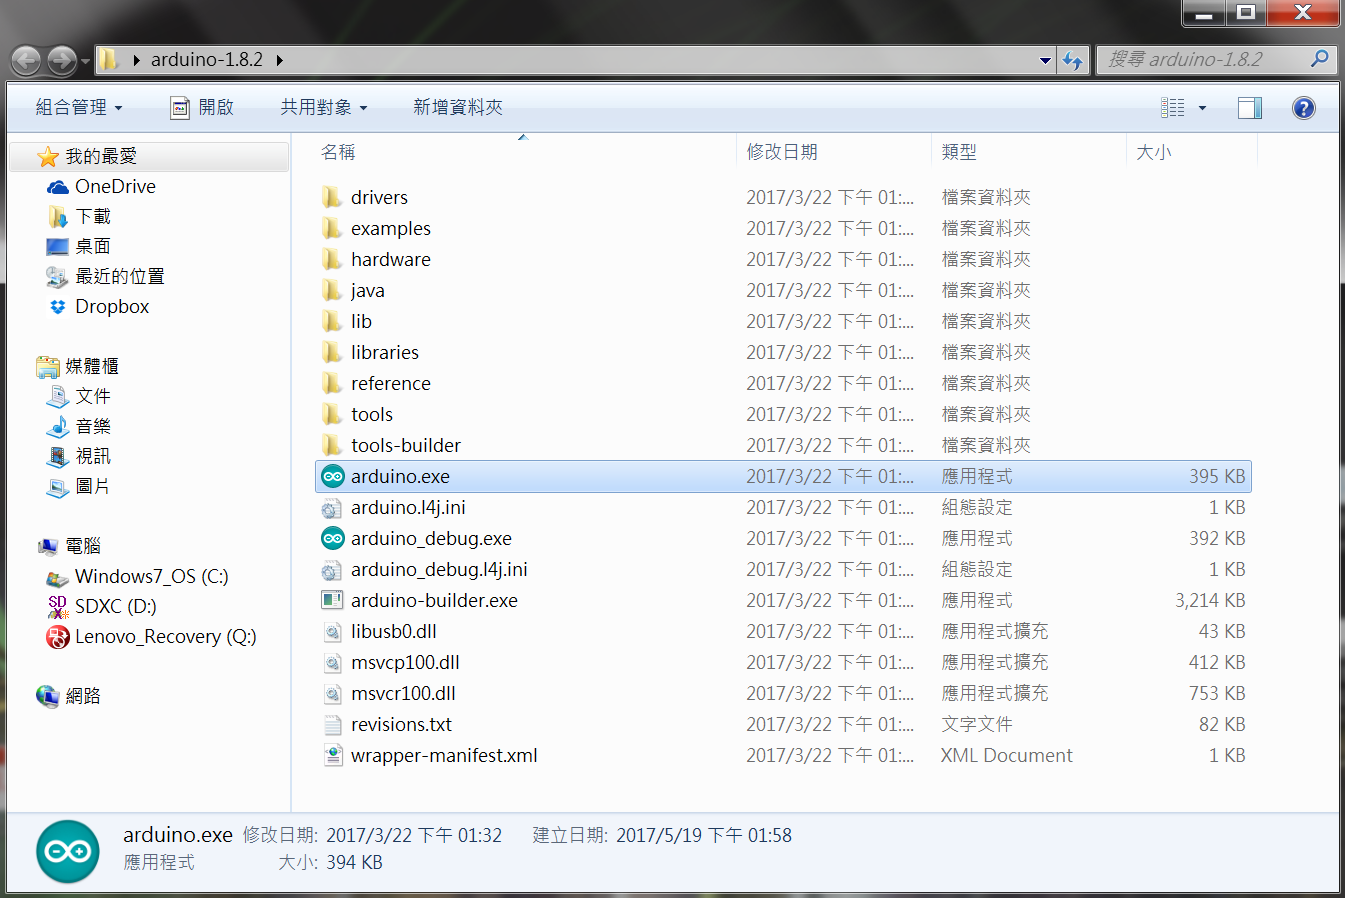 arduino-1.8.2
搜尋 arduino-1.8.2
組合管理 開啟 共用對象 新增資料夾
我的最愛
OneDrive
下載
桌面
最近的位置
Dropbox
媒體櫃
文件
音樂
視訊
圖片
電腦
Windows7_OS (C:)
SDXC (D:)
Lenovo_Recovery (Q:)
網路
名稱 修改日期 類型 大小
drivers 2017/3/22 下午 01:... 檔案資料夾
examples 2017/3/22 下午 01:... 檔案資料夾
hardware 2017/3/22 下午 01:... 檔案資料夾
java 2017/3/22 下午 01:... 檔案資料夾
lib 2017/3/22 下午 01:... 檔案資料夾
libraries 2017/3/22 下午 01:... 檔案資料夾
reference 2017/3/22 下午 01:... 檔案資料夾
tools 2017/3/22 下午 01:... 檔案資料夾
tools-builder 2017/3/22 下午 01:... 檔案資料夾
arduino.exe 2017/3/22 下午 01:... 應用程式 395 KB
arduino.l4j.ini 2017/3/22 下午 01:... 組態設定 1 KB
arduino_debug.exe 2017/3/22 下午 01:... 應用程式 392 KB
arduino_debug.l4j.ini 2017/3/22 下午 01:... 組態設定 1 KB
arduino-builder.exe 2017/3/22 下午 01:... 應用程式 3,214 KB
libusb0.dll 2017/3/22 下午 01:... 應用程式擴充 43 KB
msvcp100.dll 2017/3/22 下午 01:... 應用程式擴充 412 KB
msvcr100.dll 2017/3/22 下午 01:... 應用程式擴充 753 KB
revisions.txt 2017/3/22 下午 01:... 文字文件 82 KB
wrapper-manifest.xml 2017/3/22 下午 01:... XML Document 1 KB
arduino.exe 修改日期: 2017/3/22 下午 01:32 建立日期: 2017/5/19 下午 01:58
應用程式 大小: 394 KB